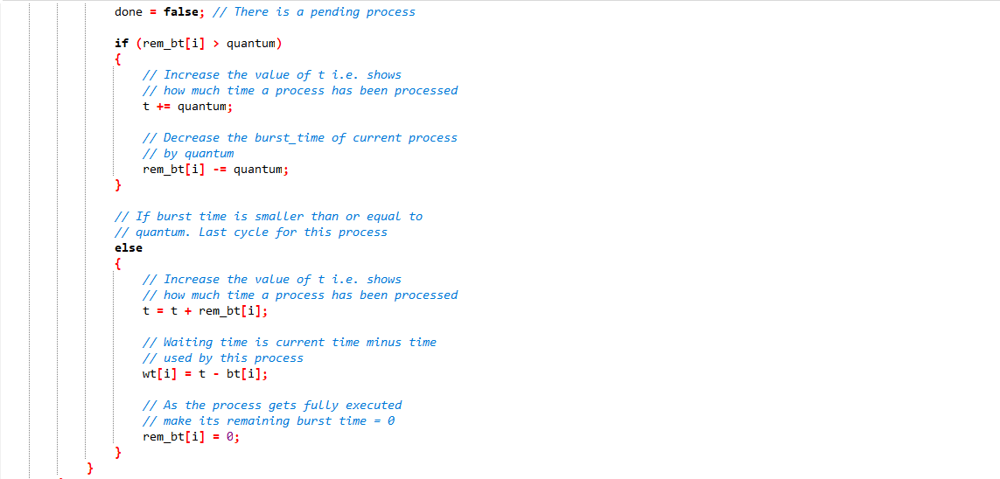 done = false; // There is a pending process
if (rem_bt[i] > quantum)
{
// Increase the value of t i.e. shows
// how much time a process has been processed
t += quantum;
// Decrease the burst_time of current process
// by quantum
rem_bt[i] -= quantum;
}
// If burst time is smaller than or equal to
// quantum. Last cycle for this process
else
{
// Increase the value of t i.e. shows
// how much time a process has been processed
t = t + rem_bt[i];
// Waiting time is current time minus time
// used by this process
wt[i] = t - bt[i];
// As the process gets fully executed
// make its remaining burst time = 0
rem_bt[i] = 0;
}
}